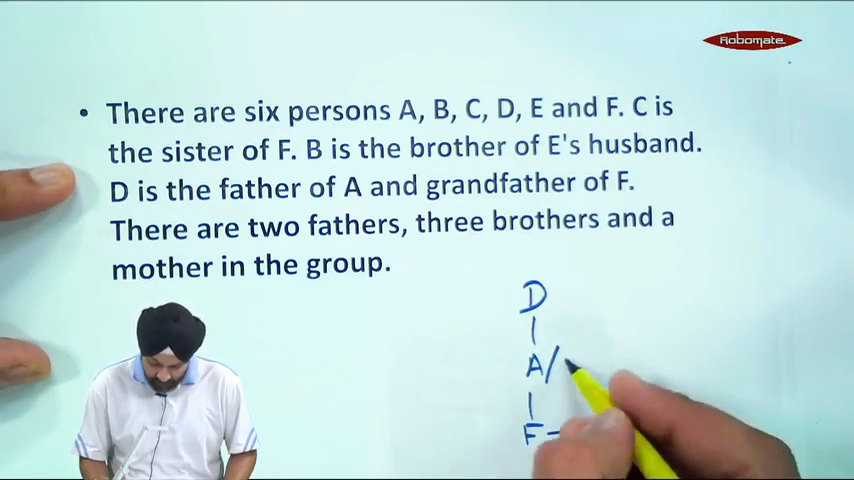 Robomate
• There are six persons A, B, C, D, E and F. C is
the sister of F. B is the brother of E's husband.
D is the father of A and grandfather of F.
There are two fathers, three brothers and a
mother in the group.
D
|
A/
|
F-